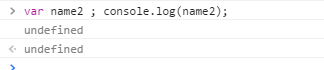 var name2 ; console.log(name2);
undefined
undefined